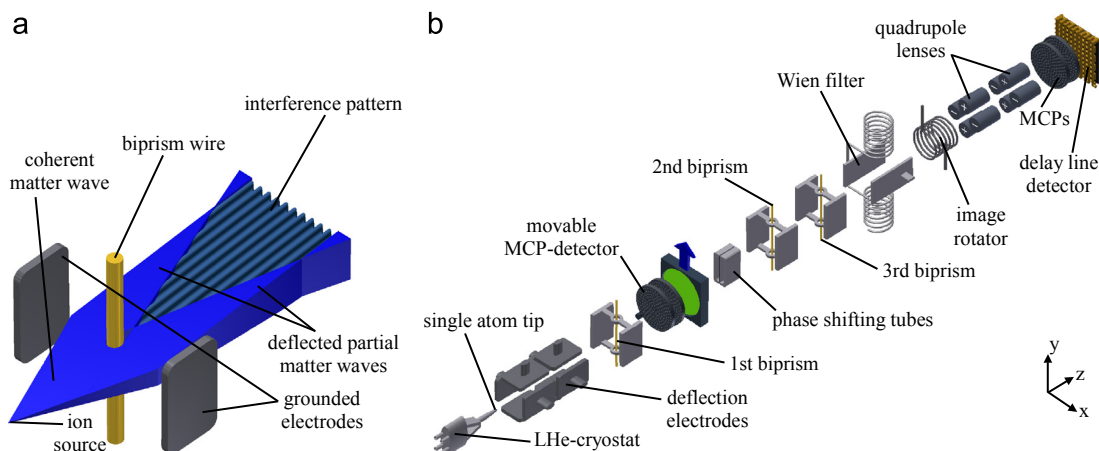 a
interference pattern
biprism wire
coherent
matter wave
deflected partial
matter waves
grounded
electrodes
ion
source
b
quadrupole
lenses
Wien filter
MCPs
2nd biprism
delay line
detector
movable
MCP-detector
image
rotator
3rd biprism
single atom tip
phase shifting tubes
1st biprism
deflection
electrodes
LHe-cryostat
y
z
x